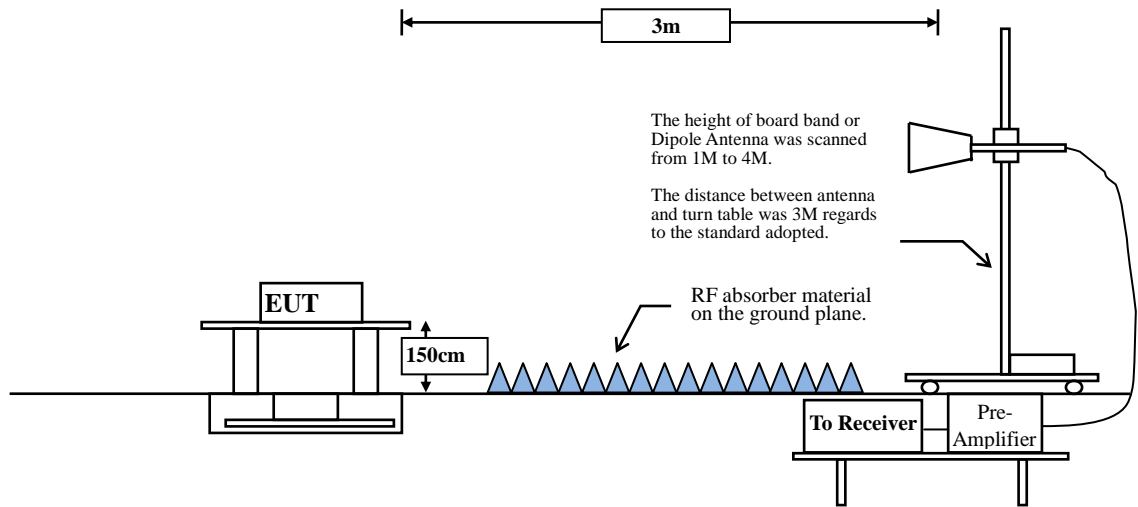 3m
The height of board band or
Dipole Antenna was scanned
from 1M to 4M.
The distance between antenna
and turn table was 3M regards
to the standard adopted.
EUT
RF absorber material
on the ground plane.
150cm
To Receiver
Pre-
Amplifier